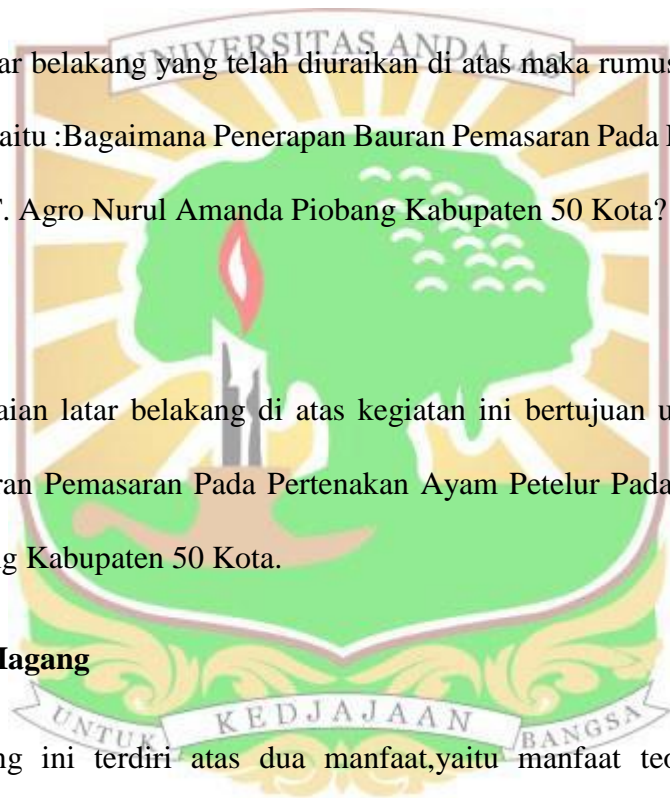 UNIVERSITAS ANDALAS
ar belakang yang telah diuraikan di atas maka rumus
aitu :Bagaimana Penerapan Bauran Pemasaran Pada
. Agro Nurul Amanda Piobang Kabupaten 50 Kota?
aian latar belakang di atas kegiatan ini bertujuan u
ran Pemasaran Pada Pertenakan Ayam Petelur Pada
g Kabupaten 50 Kota.
Magang
UNTUK KEDJAJAAN BANGSA
ng ini terdiri atas dua manfaat,yaitu manfaat teo